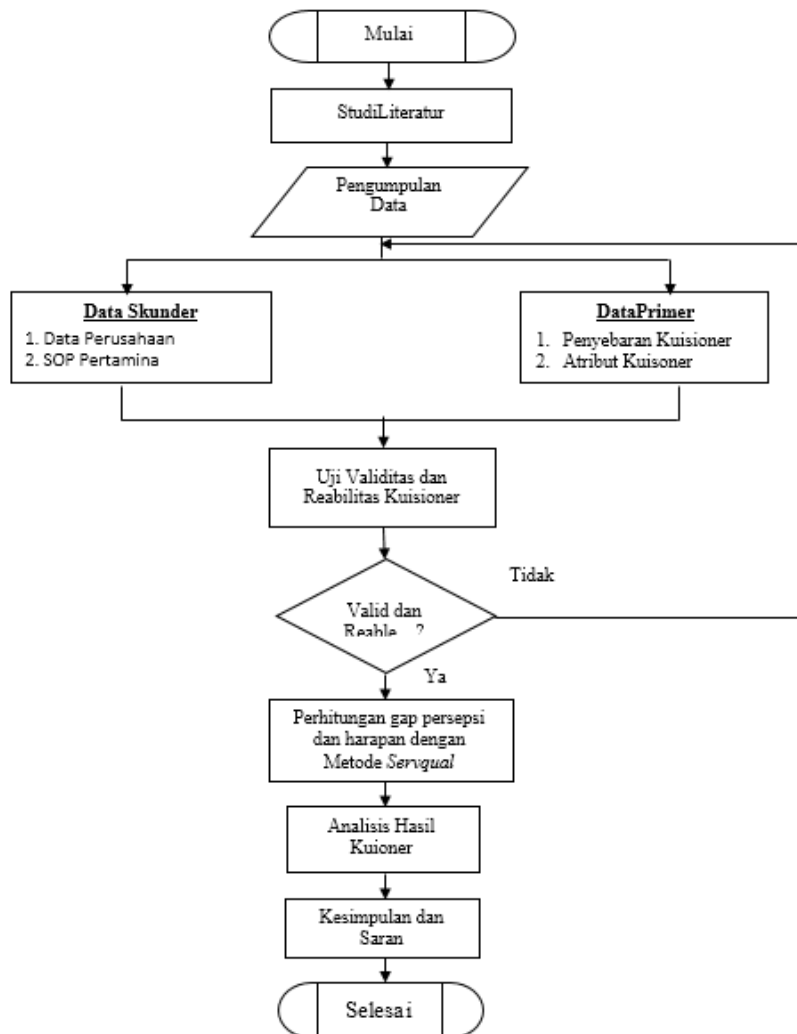 Mulai
StudiLiteratur
Pengumpulan
Data
Data Skunder
1. Data Perusahaan
2. SOP Pertamina
DataPrimer
1. Penyebaran Kuisioner
2. Atribut Kuisoner
Uji Validitas dan
Reabilitas Kuisioner
Tidak
Valid dan
Reable ?
Ya
Perhitungan gap persepsi
dan harapan dengan
Metode Servqual
Analisis Hasil
Kuioner
Kesimpulan dan
Saran
Selesai